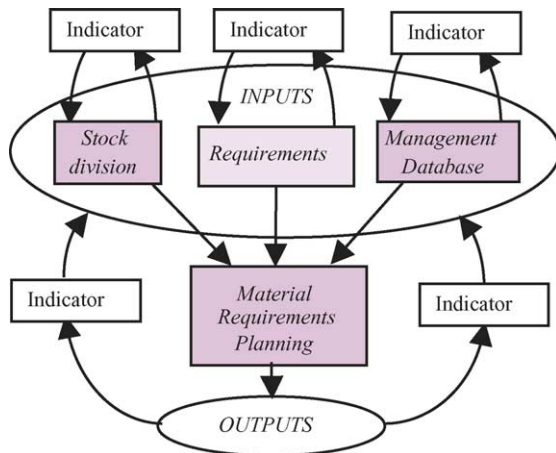 Indicator
Indicator
Indicator
INPUTS
Stock
division
Requirements
Management
Database
Indicator
Material
Requirements
Planning
Indicator
OUTPUTS